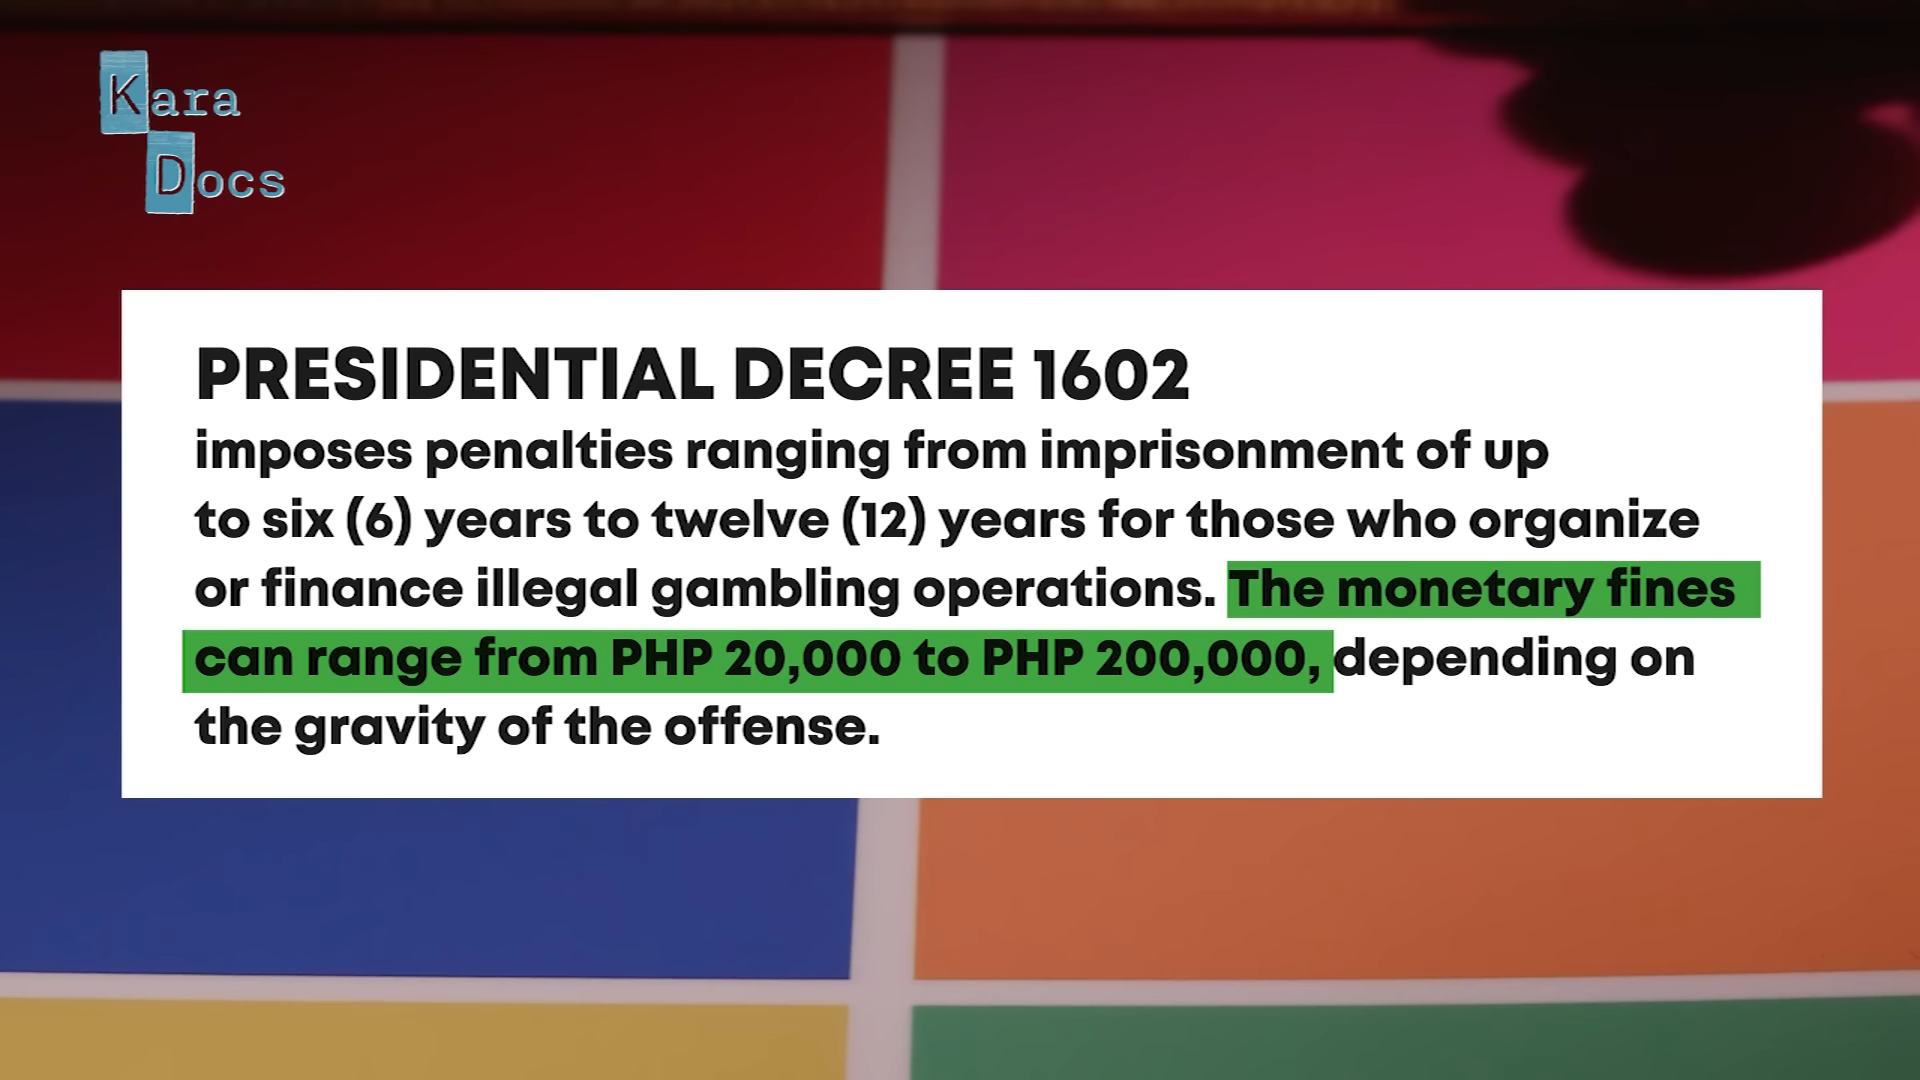 Kara
Docs
PRESIDENTIAL DECREE 1602
imposes penalties ranging from imprisonment of up
to six (6) years to twelve (12) years for those who organize
or finance illegal gambling operations. The monetary fines
can range from PHP 20,000 to PHP 200,000, depending on
the gravity of the offense.